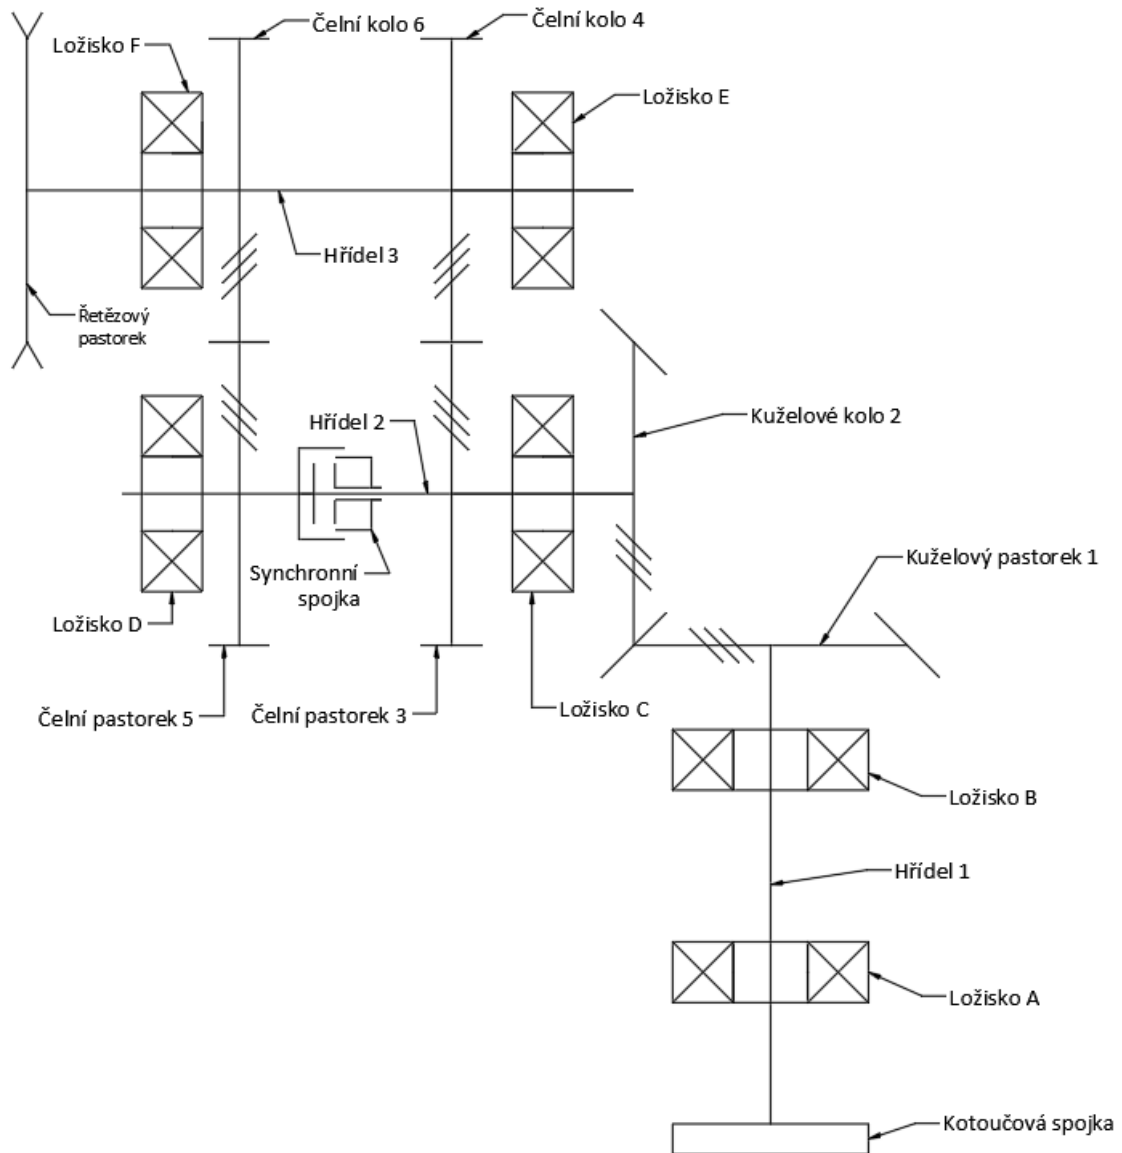 Čelní kolo 6
Čelní kolo 4
Ložisko F
Ložisko E
Hřídel 3
Řetězový
pastorek
Hřídel 2
Kuželové kolo 2
Kuželový pastorek 1
Synchronní
spojka
Ložisko D
Čelní pastorek 5
Čelní pastorek 3
Ložisko C
Ložisko B
Hřídel 1
Ložisko A
Kotoučová spojka